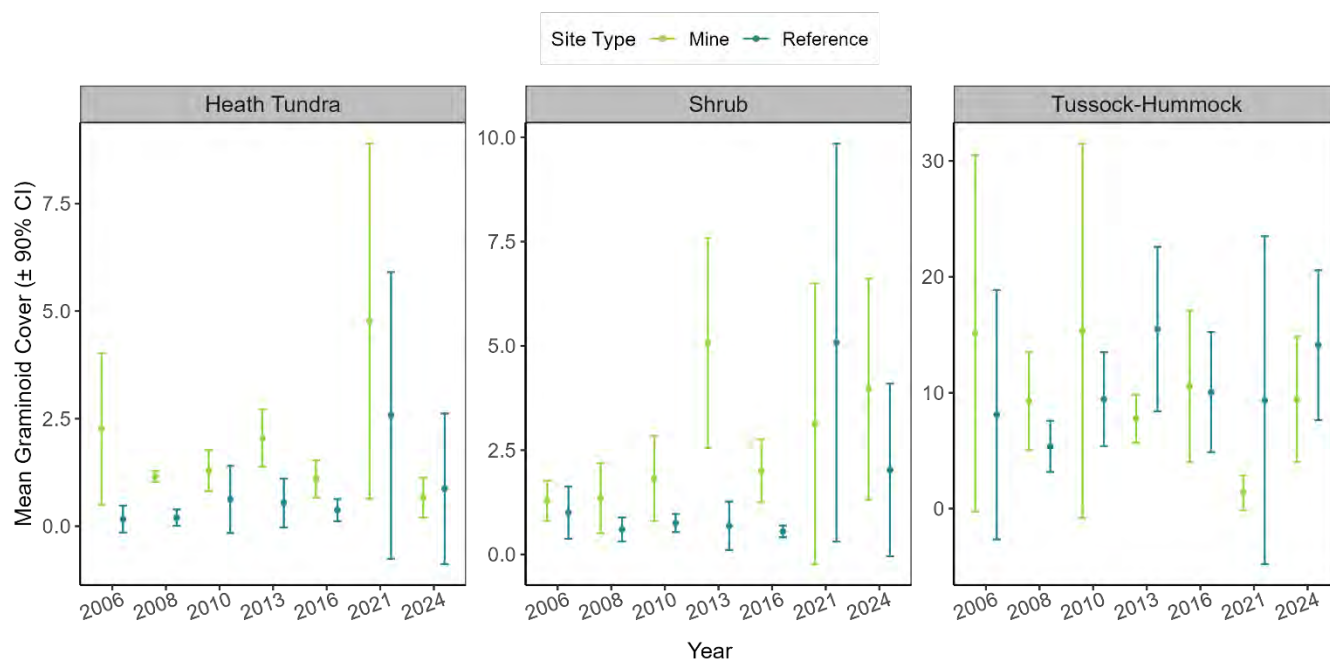 Site Type Mine Reference
Heath Tundra Shrub Tussock-Hummock
Mean Graminoid Cover (± 90% CI)
7.5
5.0
2.5
0.0
10.0
7.5
5.0
2.5
0.0
30
20
10
0
2006 2008 2010 2013 2016 2021 2024 2006 2008 2010 2013 2016 2021 2024 2006 2008 2010 2013 2016 2021 2024
Year